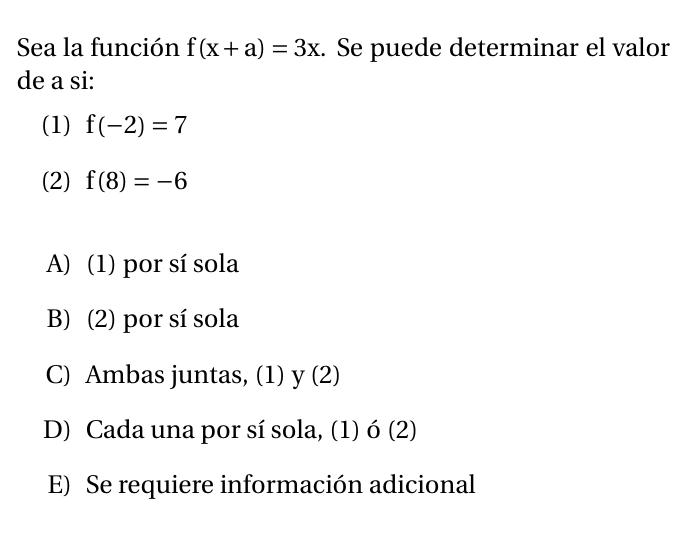 Sea la función f(x + a) = 3x. Se puede determinar el valor
de a si:
(1) f(−2) = 7
(2) f(8) = −6
A) (1) por sí sola
B) (2) por sí sola
C) Ambas juntas, (1) y (2)
D) Cada una por sí sola, (1) ó (2)
E) Se requiere información adicional